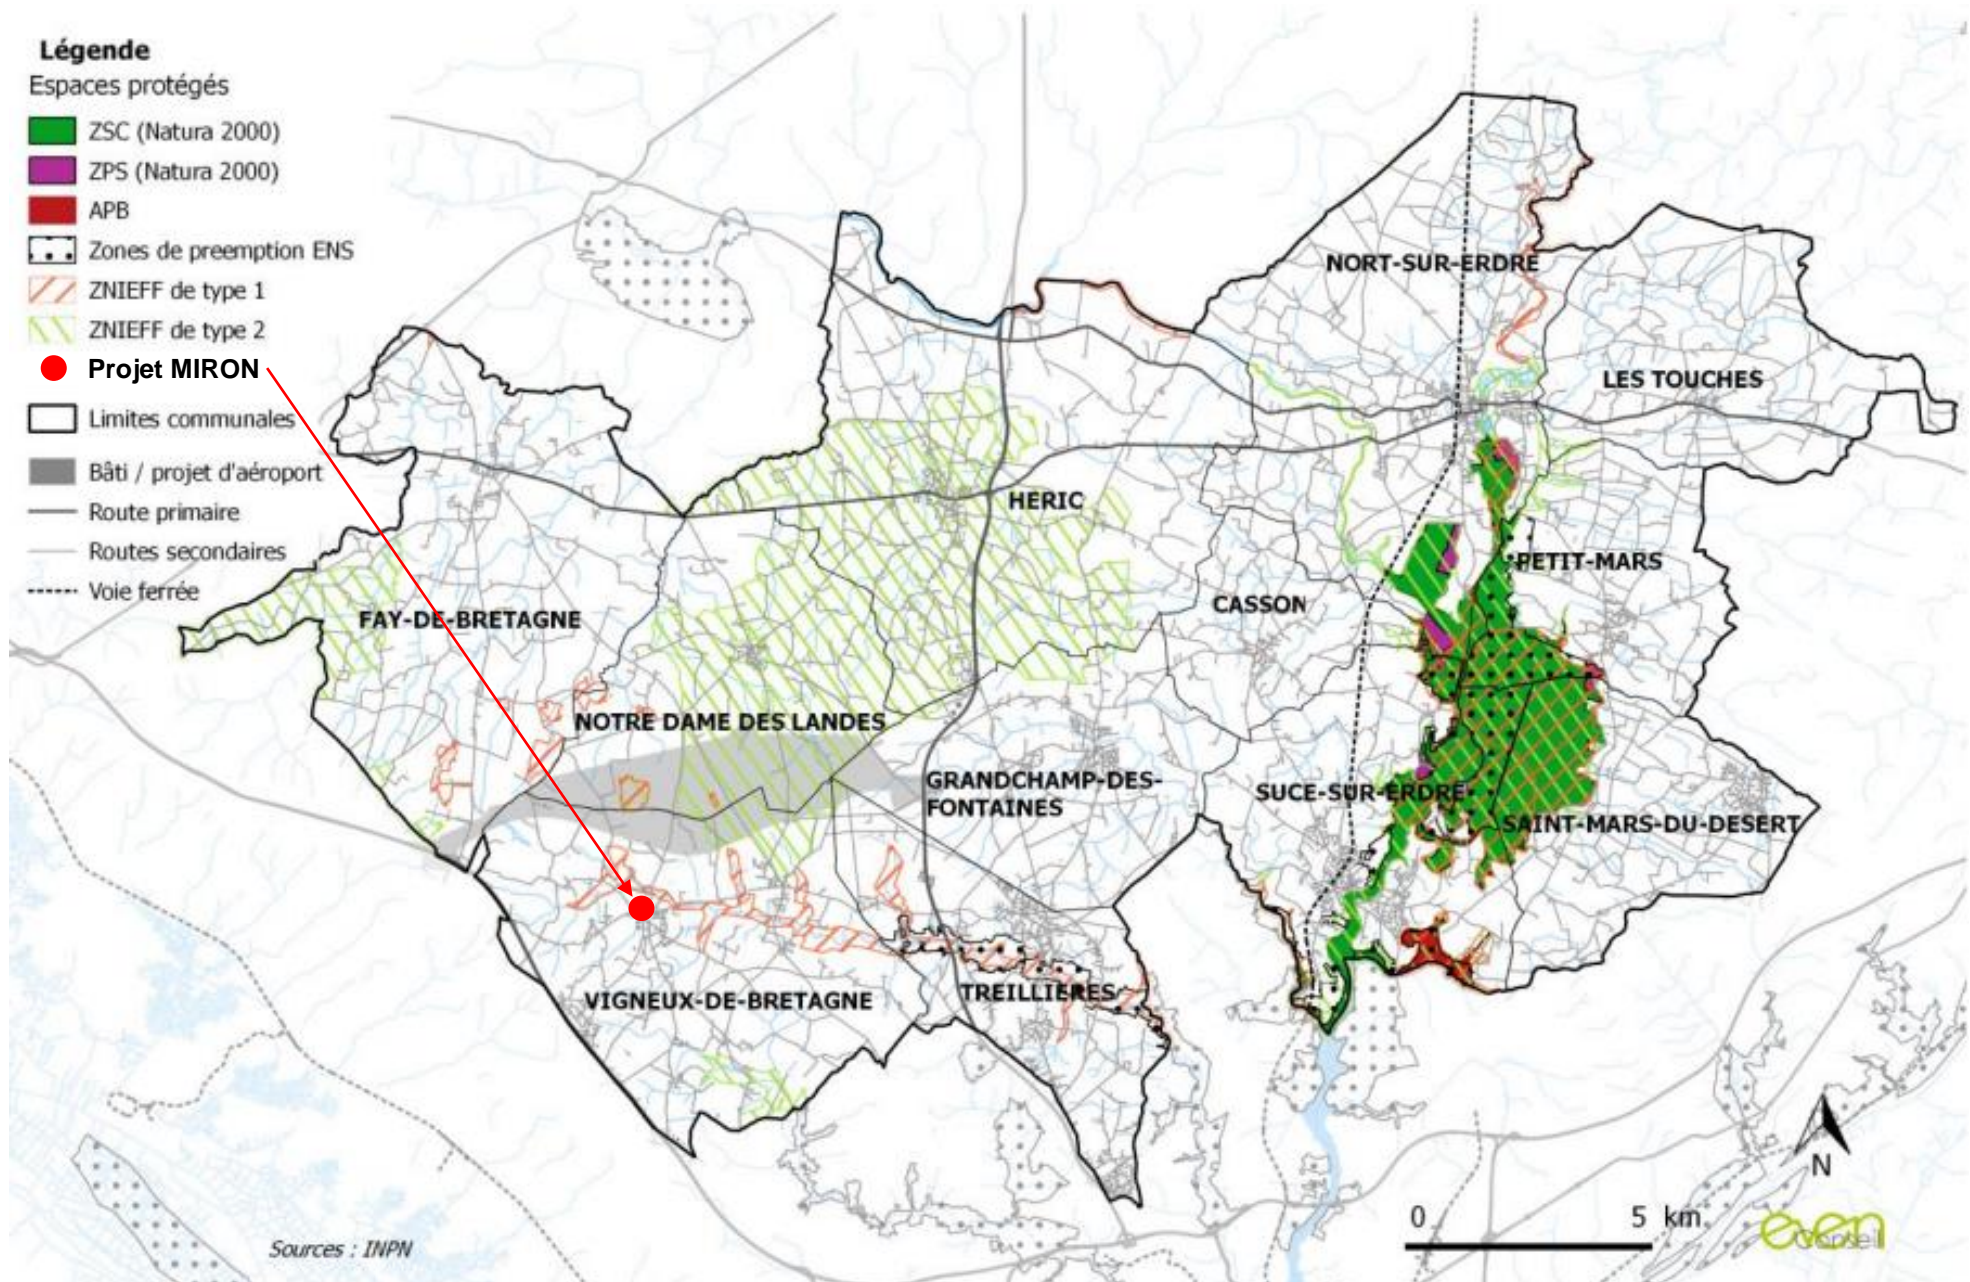 Légende
Espaces protégés
ZSC (Natura 2000)
ZPS (Natura 2000)
APB
Zones de preemption ENS
ZNIEFF de type 1
ZNIEFF de type 2
Projet MIRON
Limites communales
Bâti / projet d'aéroport
Route primaire
Routes secondaires
Voie ferrée
NORT-SUR-ERDRE
LES TOUCHES
HERIC
PETIT-MARS
CASSON
FAY-DE-BRETAGNE
NOTRE DAME DES LANDES
GRANDCHAMP-DES-
FONTAINES
SUCE-SUR-ERDRE
SAINT-MARS-DU-DESERT
VIGNEUX-DE-BRETAGNE
TREILLIERES
N
0 5 km
Sources : INPN
even
Conseil